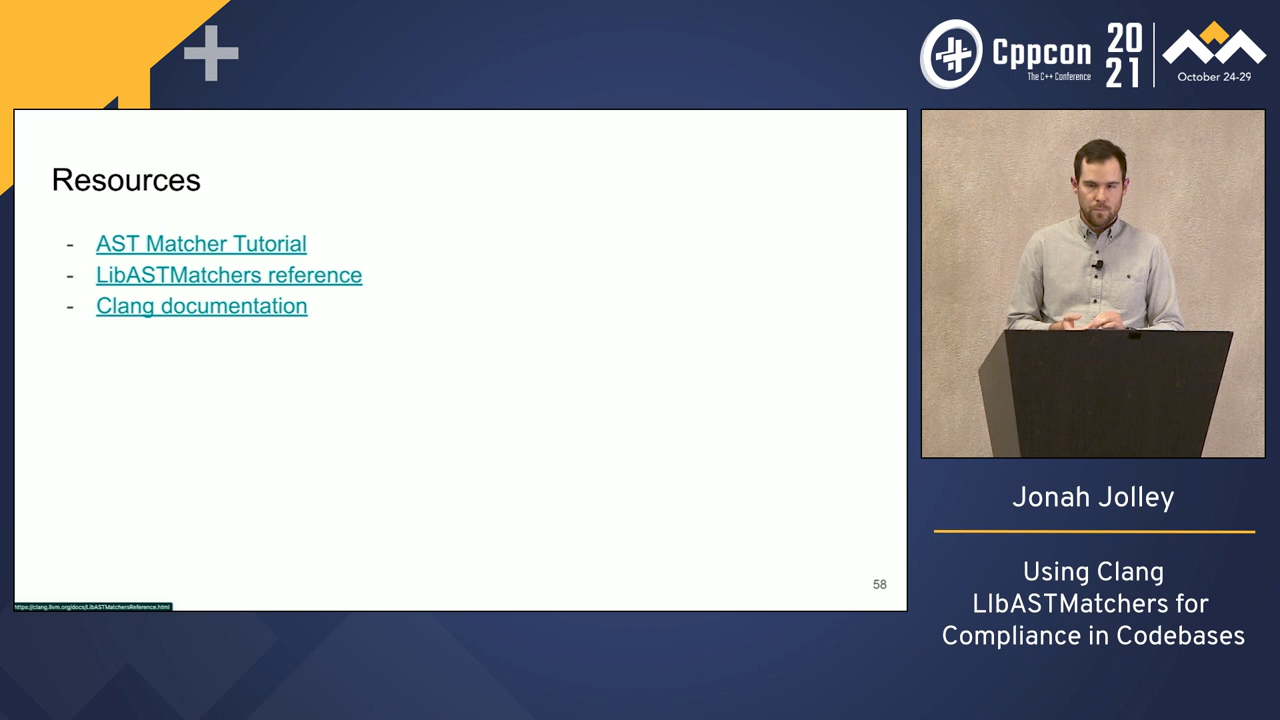 Cppcon
The C++ Conference
20
21
October 24-29
Resources
- AST Matcher Tutorial
- LibASTMatchers reference
- Clang documentation
58
https://clang.llvm.org/docs/LibASTMatchersReference.html
Jonah Jolley
Using Clang
LIbASTMatchers for
Compliance in Codebases